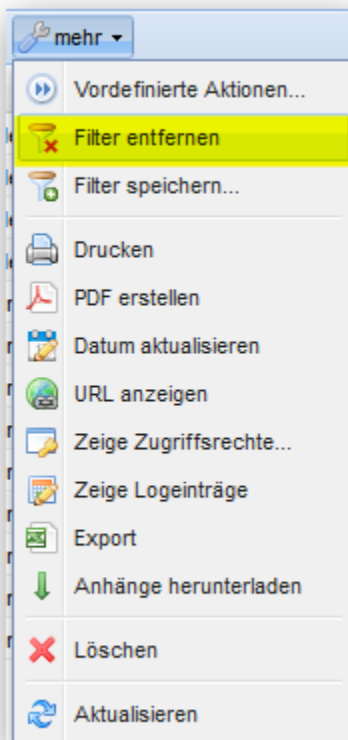 mehr
Vordefinierte Aktionen...
Filter entfernen
Filter speichern...
Drucken
PDF erstellen
Datum aktualisieren
URL anzeigen
Zeige Zugriffsrechte...
Zeige Logeinträge
Export
Anhänge herunterladen
Löschen
Aktualisieren